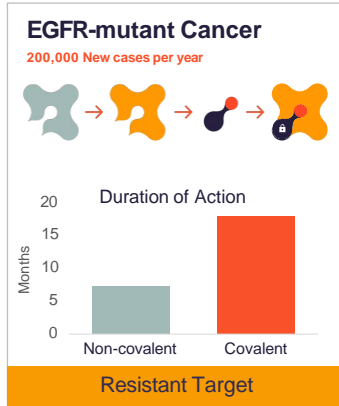 EGFR-mutant Cancer
200,000 New cases per year
Duration of Action
20
15
10
5
0
Months
Non-covalent
Covalent
Resistant Target